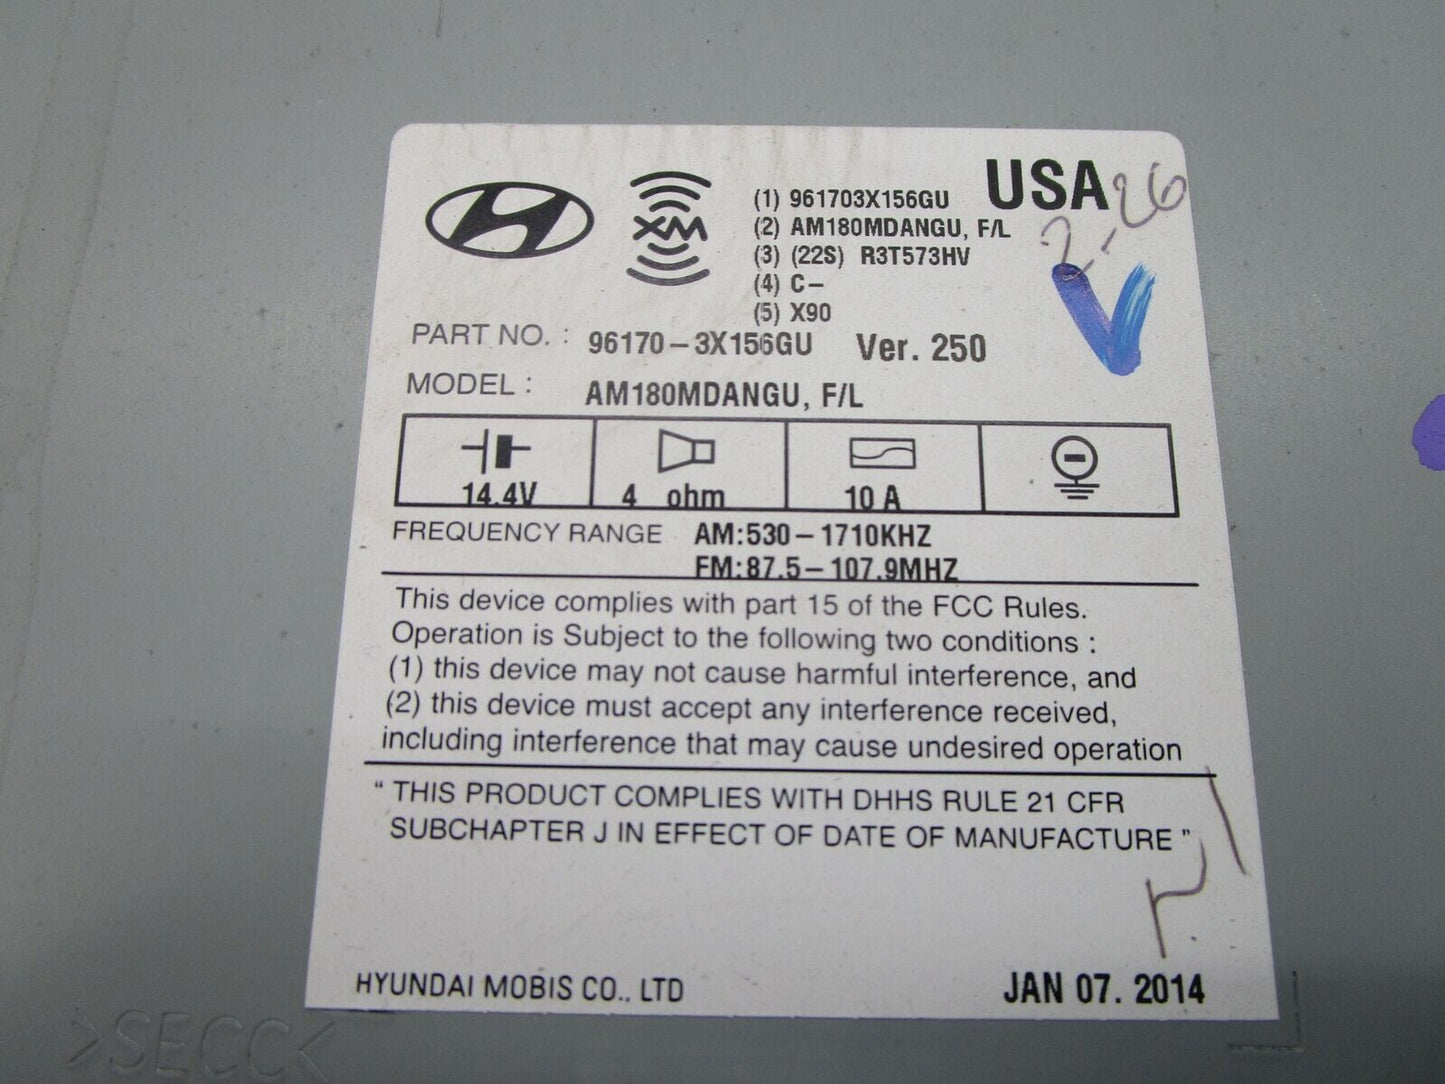 XM
(1) 961703X156GU
USA
(2) AM180MDANGU, F/L
(3) (22S) R3T573HV
(4) C-
(5) X90
2-26
PART NO. : 96170-3X156GU Ver. 250
MODEL : AM180MDANGU, F/L
14.4V 4 ohm 10 A
FREQUENCY RANGE AM:530-1710KHZ
FM:87.5-107.9MHZ
This device complies with part 15 of the FCC Rules.
Operation is Subject to the following two conditions :
(1) this device may not cause harmful interference, and
(2) this device must accept any interference received,
including interference that may cause undesired operation
“ THIS PRODUCT COMPLIES WITH DHHS RULE 21 CFR
SUBCHAPTER J IN EFFECT OF DATE OF MANUFACTURE ”
HYUNDAI MOBIS CO., LTD JAN 07. 2014
>SECC<